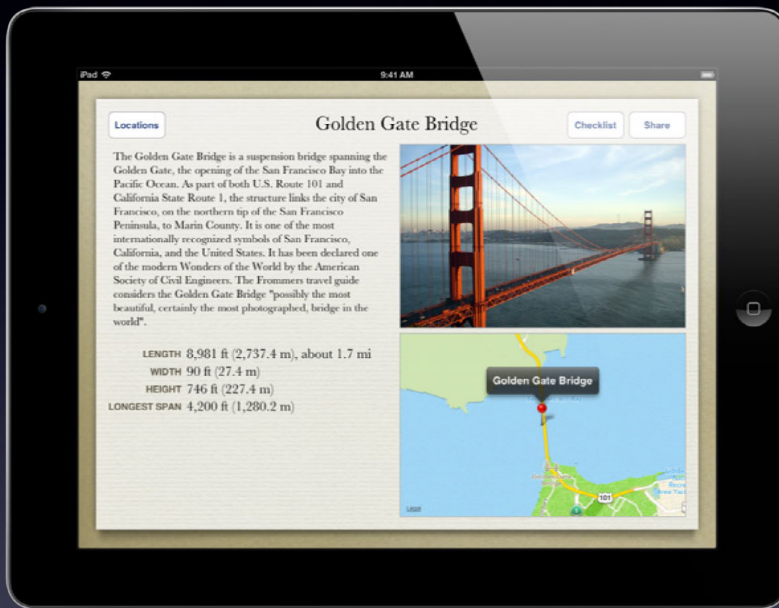 iPad
9:41 AM
Locations
Golden Gate Bridge
Checklist
Share
The Golden Gate Bridge is a suspension bridge spanning the
Golden Gate, the opening of the San Francisco Bay into the
Pacific Ocean. As part of both U.S. Route 101 and
California State Route 1, the structure links the city of San
Francisco, on the northern tip of the San Francisco
Peninsula, to Marin County. It is one of the most
internationally recognized symbols of San Francisco,
California, and the United States. It has been declared one
of the modern Wonders of the World by the American
Society of Civil Engineers. The Frommers travel guide
considers the Golden Gate Bridge "possibly the most
beautiful, certainly the most photographed, bridge in the
world".
LENGTH 8,981 ft (2,737.4 m), about 1.7 mi
WIDTH 90 ft (27.4 m)
HEIGHT 746 ft (227.4 m)
LONGEST SPAN 4,200 ft (1,280.2 m)
Golden Gate Bridge
101
Legal